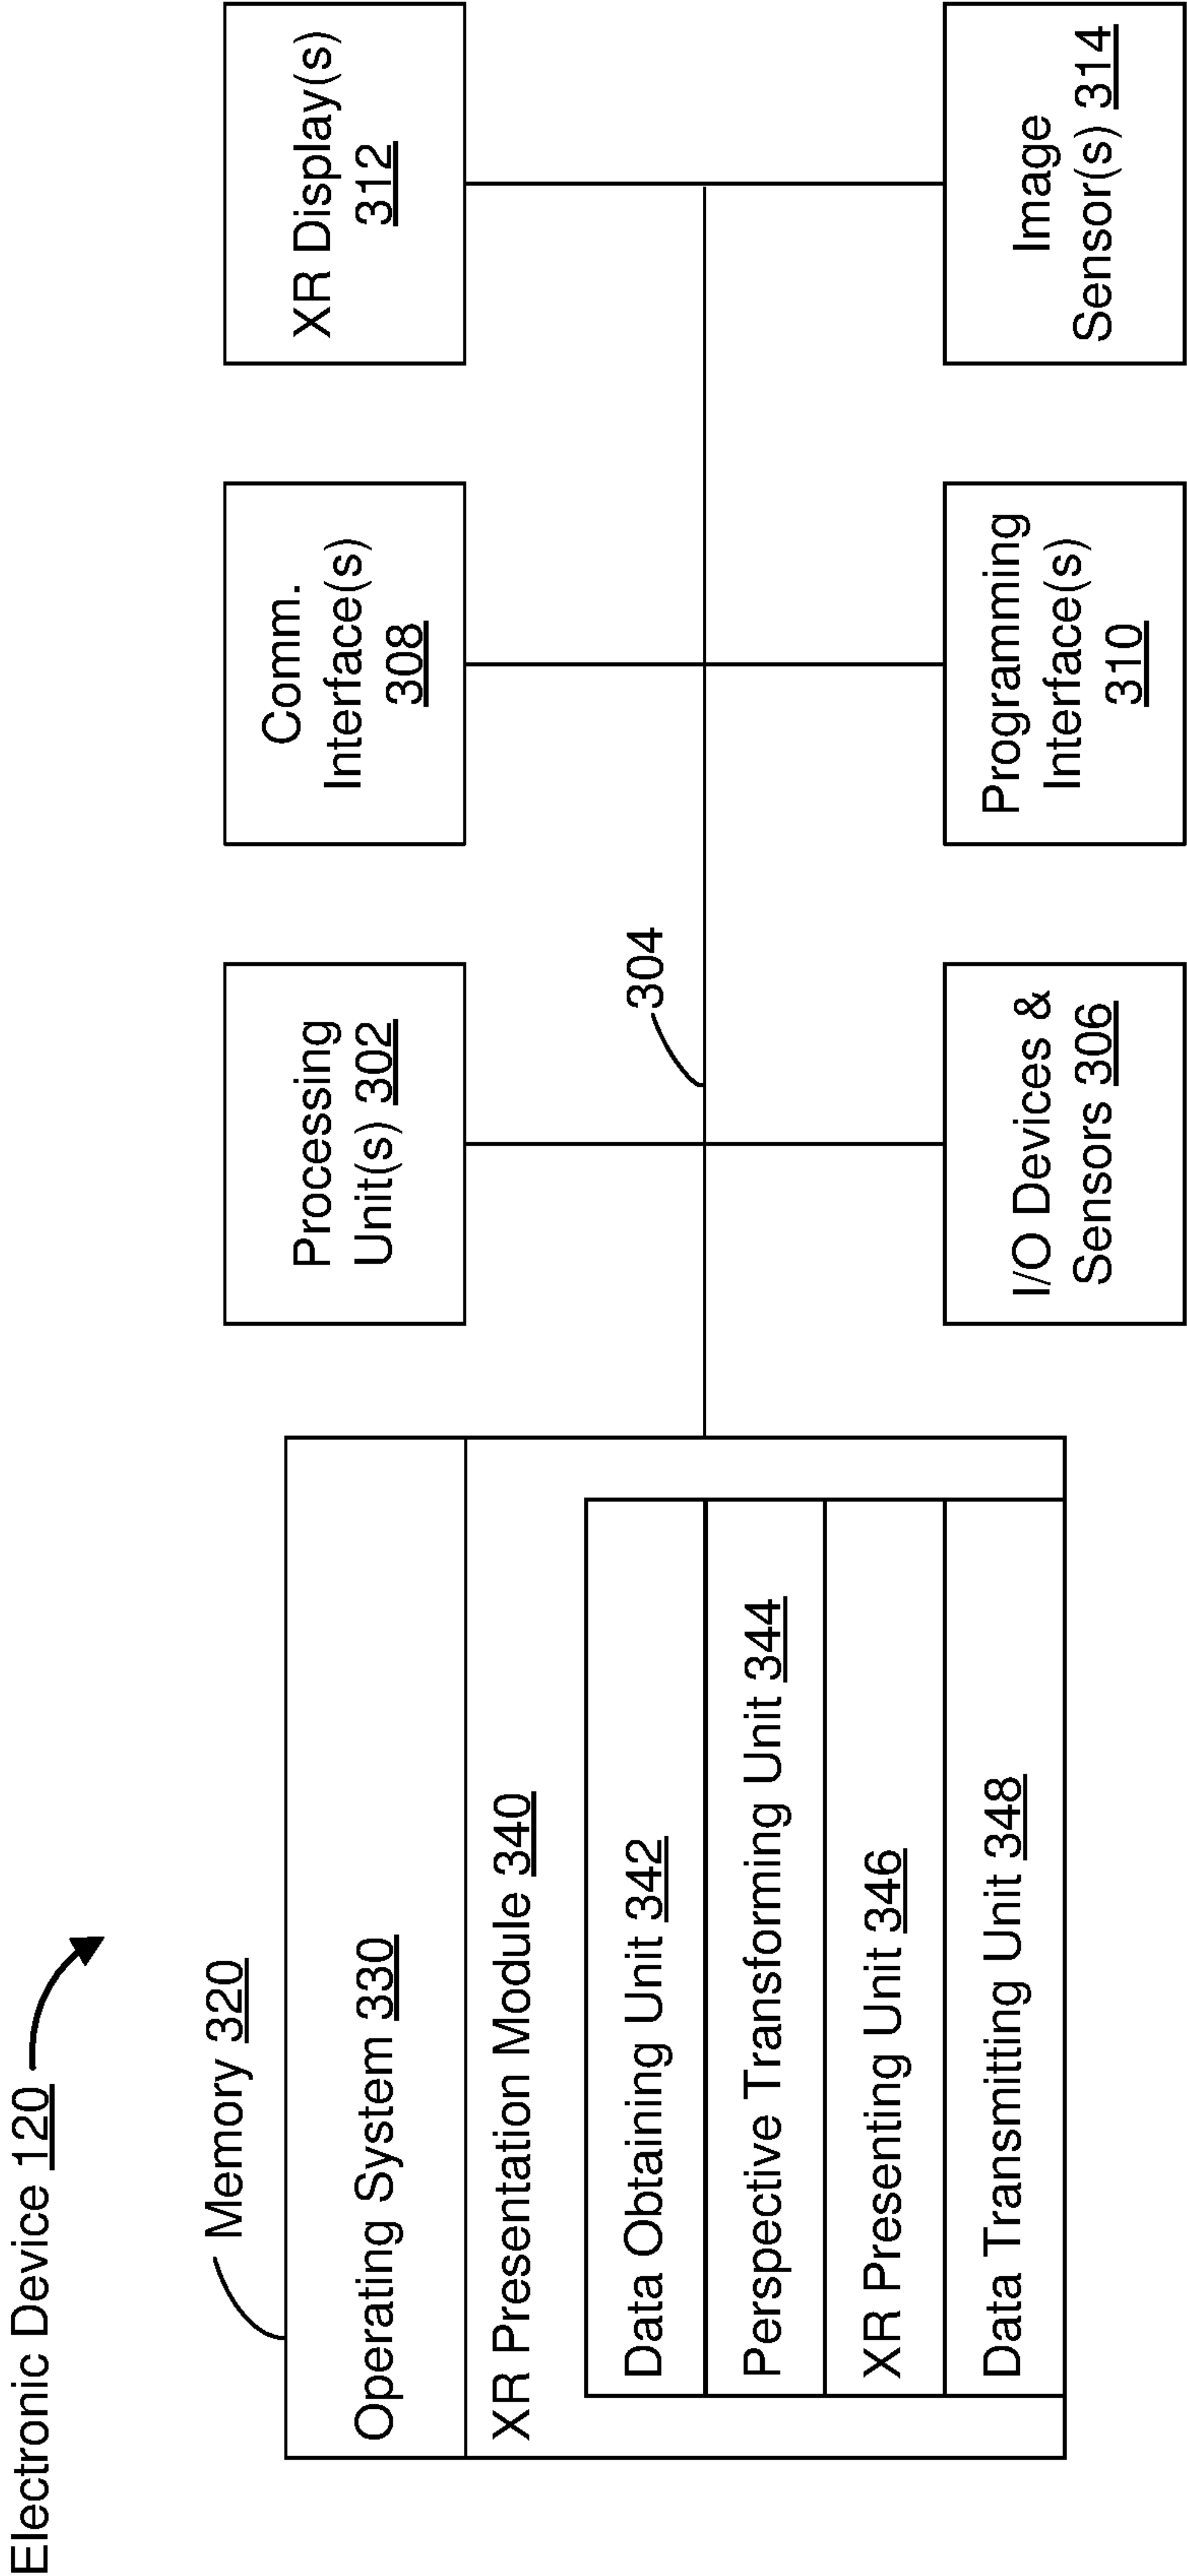 Electronic Device 120
Memory 320
Operating System 330
XR Presentation Module 340
Data Obtaining Unit 342
Perspective Transforming Unit 344
XR Presenting Unit 346
Data Transmitting Unit 348
Processing
Unit(s) 302
Comm.
Interface(s)
308
XR Display(s)
312
304
I/O Devices &
Sensors 306
Programming
Interface(s)
310
Image
Sensor(s) 314